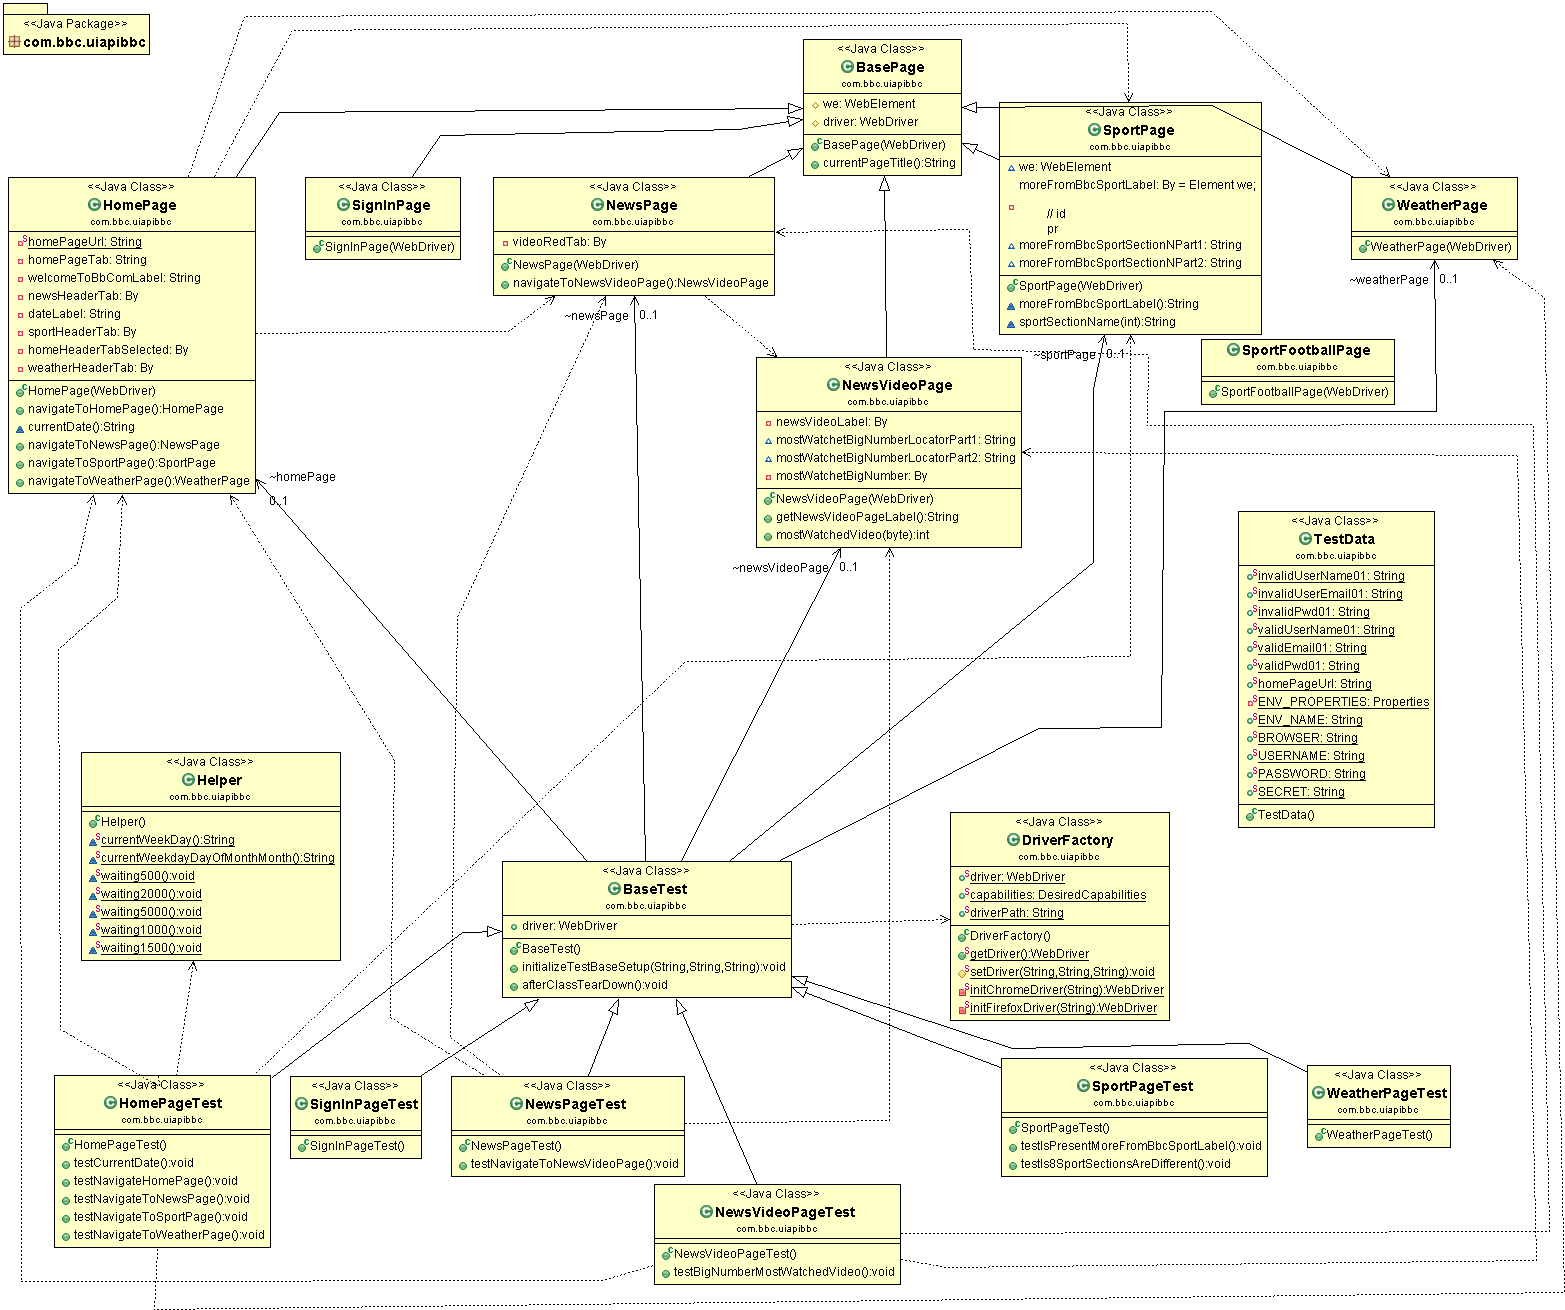 <<Java Package>>
com.bbc.uiapibbc
<<Java Class>>
BasePage
com.bbc.uiapibbc
we: WebElement
driver: WebDriver
BasePage(WebDriver)
currentPageTitle():String
<<Java Class>>
SportPage
com.bbc.uiapibbc
we: WebElement
moreFromBbcSportLabel: By = Element we;
// id
pr
moreFromBbcSportSectionNPart1: String
moreFromBbcSportSectionNPart2: String
SportPage(WebDriver)
moreFromBbcSportLabel():String
sportSectionName(int):String
<<Java Class>>
HomePage
com.bbc.uiapibbc
homePageUrl: String
homePageTab: String
welcomeToBbComLabel: String
newsHeaderTab: By
dateLabel: String
sportHeaderTab: By
homeHeaderTabSelected: By
weatherHeaderTab: By
HomePage(WebDriver)
navigateToHomePage():HomePage
currentDate():String
navigateToNewsPage():NewsPage
navigateToSportPage():SportPage
navigateToWeatherPage():WeatherPage
<<Java Class>>
SignInPage
com.bbc.uiapibbc
SignInPage(WebDriver)
<<Java Class>>
NewsPage
com.bbc.uiapibbc
videoRedTab: By
NewsPage(WebDriver)
navigateToNewsVideoPage():NewsVideoPage
<<Java Class>>
WeatherPage
com.bbc.uiapibbc
WeatherPage(WebDriver)
~weatherPage
0..1
~newsPage
0..1
~sportPage
0..1
<<Java Class>>
SportFootballPage
com.bbc.uiapibbc
SportFootballPage(WebDriver)
<<Java Class>>
NewsVideoPage
com.bbc.uiapibbc
newsVideoLabel: By
mostWatchetBigNumberLocatorPart1: String
mostWatchetBigNumberLocatorPart2: String
mostWatchetBigNumber: By
NewsVideoPage(WebDriver)
getNewsVideoPageLabel():String
mostWatchedVideo(byte):int
~homePage
0..1
~newsVideoPage
0..1
<<Java Class>>
TestData
com.bbc.uiapibbc
invalidUserName01: String
invalidUserEmail01: String
invalidPwd01: String
validUserName01: String
validEmail01: String
validPwd01: String
homePageUrl: String
ENV_PROPERTIES: Properties
ENV_NAME: String
BROWSER: String
USERNAME: String
PASSWORD: String
SECRET: String
TestData()
<<Java Class>>
Helper
com.bbc.uiapibbc
Helper()
currentWeekDay():String
currentWeekdayDayOfMonthMonth():String
waiting500():void
waiting2000():void
waiting5000():void
waiting1000():void
waiting1500():void
<<Java Class>>
BaseTest
com.bbc.uiapibbc
driver: WebDriver
BaseTest()
initializeTestBaseSetup(String,String,String):void
afterClassTearDown():void
<<Java Class>>
DriverFactory
com.bbc.uiapibbc
driver: WebDriver
capabilities: DesiredCapabilities
driverPath: String
DriverFactory()
getDriver():WebDriver
setDriver(String,String,String):void
initChromeDriver(String):WebDriver
initFirefoxDriver(String):WebDriver
<<Java Class>>
HomePageTest
com.bbc.uiapibbc
HomePageTest()
testCurrentDate():void
testNavigateHomePage():void
testNavigateToNewsPage():void
testNavigateToSportPage():void
testNavigateToWeatherPage():void
<<Java Class>>
SignInPageTest
com.bbc.uiapibbc
SignInPageTest()
<<Java Class>>
NewsPageTest
com.bbc.uiapibbc
NewsPageTest()
testNavigateToNewsVideoPage():void
<<Java Class>>
SportPageTest
com.bbc.uiapibbc
SportPageTest()
testIsPresentMoreFromBbcSportLabel():void
testIs8SportSectionsAreDifferent():void
<<Java Class>>
WeatherPageTest
com.bbc.uiapibbc
WeatherPageTest()
<<Java Class>>
NewsVideoPageTest
com.bbc.uiapibbc
NewsVideoPageTest()
testBigNumberMostWatchedVideo():void